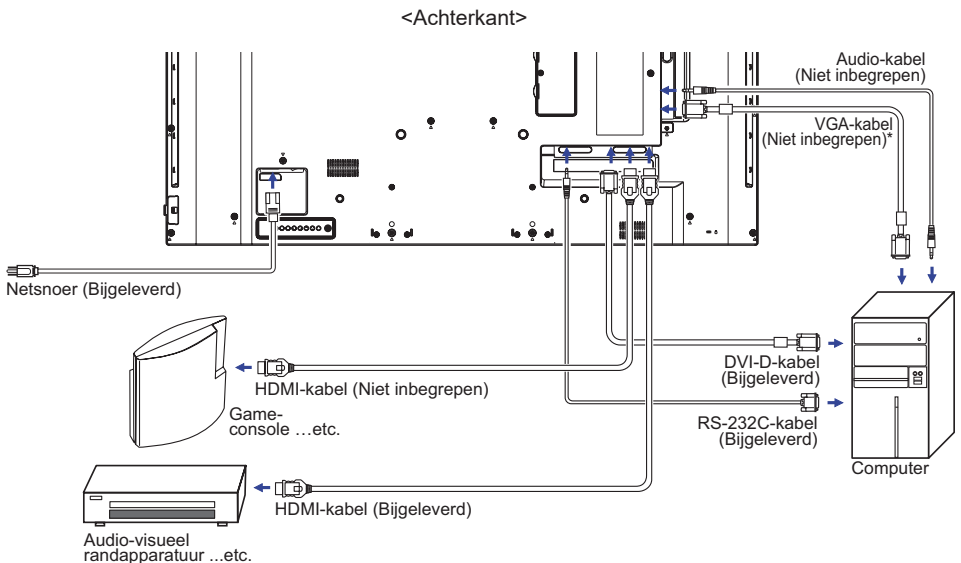 <Achterkant>
Audio-kabel
(Niet inbegrepen)
VGA-kabel
(Niet inbegrepen)*
Netsnoer (Bijgeleverd)
HDMI-kabel (Niet inbegrepen)
Game-
console ...etc.
DVI-D-kabel
(Bijgeleverd)
RS-232C-kabel
(Bijgeleverd)
Computer
HDMI-kabel (Bijgeleverd)
Audio-visueel
randapparatuur ...etc.